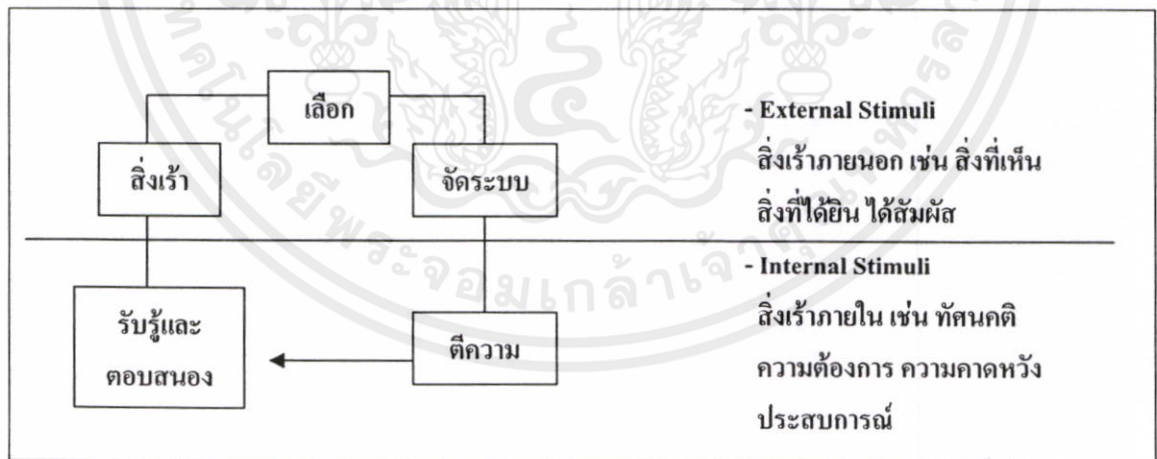 เลือก
สิ่งเร้า
จัดระบบ
รับรู้และ
ตอบสนอง
ตีความ
- External Stimuli
สิ่งเร้าภายนอก เช่น สิ่งที่เห็น
สิ่งที่ได้ยิน ได้สัมผัส
- Internal Stimuli
สิ่งเร้าภายใน เช่น ทัศนคติ
ความต้องการ ความคาดหวัง
ประสบการณ์